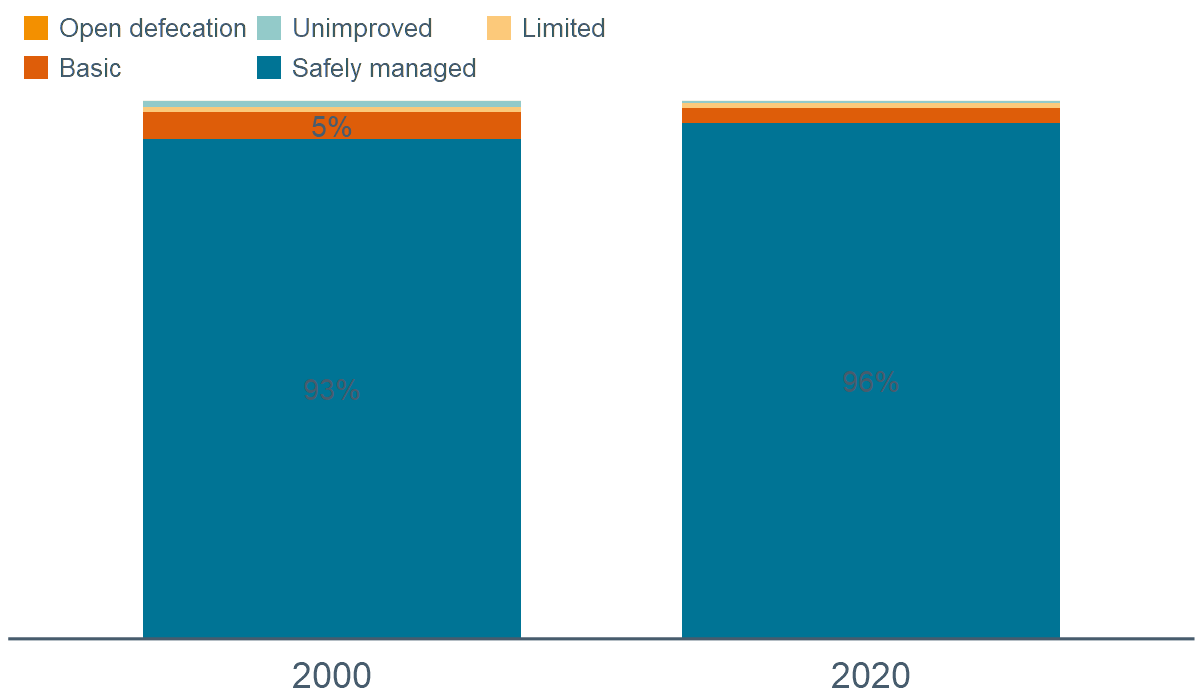 Open defecation Unimproved Limited
Basic Safely managed
5%
93%
96%
2000 2020